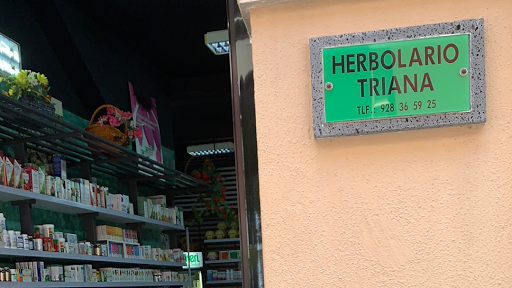 HERBOLARIO
TRIANA
TLF.: 928 36 59 25